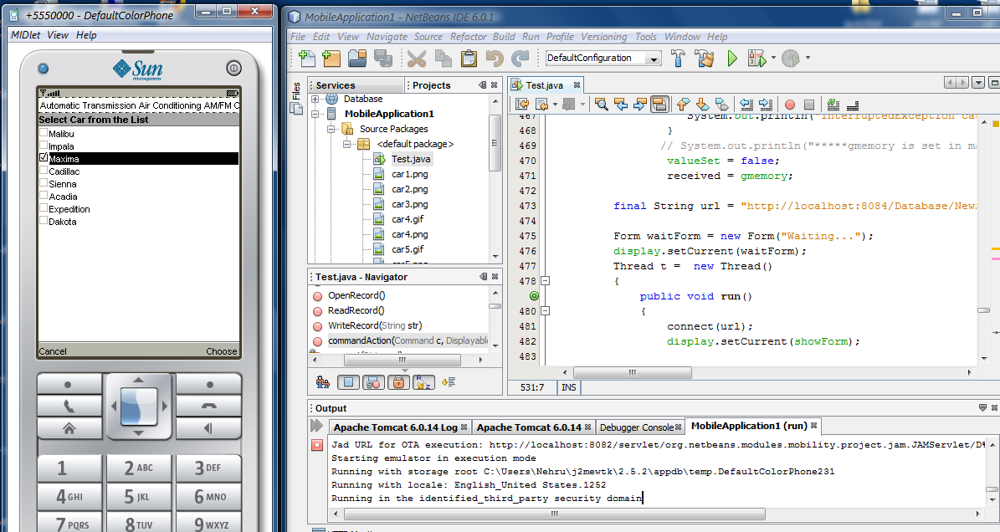 +5550000 - DefaultColorPhone
MIDlet View Help
Sun
microsystems
Automatic Transmission Air Conditioning AM/FM C
Select Car from the List
Malibu
Impala
Maxima
Cadillac
Sienna
Acadia
Expedition
Dakota
Cancel Choose
1 2 ABC 3 DEF
4 GHI 5 JKL 6 MNO
7 PQRS 8 TUV 9 WXYZ
MobileApplication1 - NetBeans IDE 6.0.1
File Edit View Navigate Source Refactor Build Run Profile Versioning Tools Window Help
DefaultConfiguration
Files
Services Projects
Database
MobileApplication1
Source Packages
<default package>
Test.java
car1.png
car2.png
car3.png
car4.gif
car4.png
car5.gif
car5.png
Test.java - Navigator
OpenRecord()
ReadRecord()
WriteRecord(String str)
commandAction(Command c, Displayable
Test.java
467 System.out.println("InterruptedException cau
468 }
469 // System.out.println("*****gmemory is set in ma
470 valueSet = false;
471 received = gmemory;
472
473 final String url = "http://localhost:8084/Database/News
474
475 Form waitForm = new Form("Waiting...");
476 display.setCurrent(waitForm);
477 Thread t = new Thread()
478 {
public void run()
480 {
481 connect(url);
482 display.setCurrent(showForm);
483
531:7 INS
Output
Apache Tomcat 6.0.14 Log Apache Tomcat 6.0.14 Debugger Console MobileApplication1 (run)
Jad URL for OTA execution: http://localhost:8082/servlet/org.netbeans.modules.mobility.project.jam.JAMServlet/D%
Starting emulator in execution mode
Running with storage root C:\Users\Nehru\j2mewtk\2.5.2\appdb\temp.DefaultColorPhone231
Running with locale: English_United States.1252
Running in the identified_third_party security domain